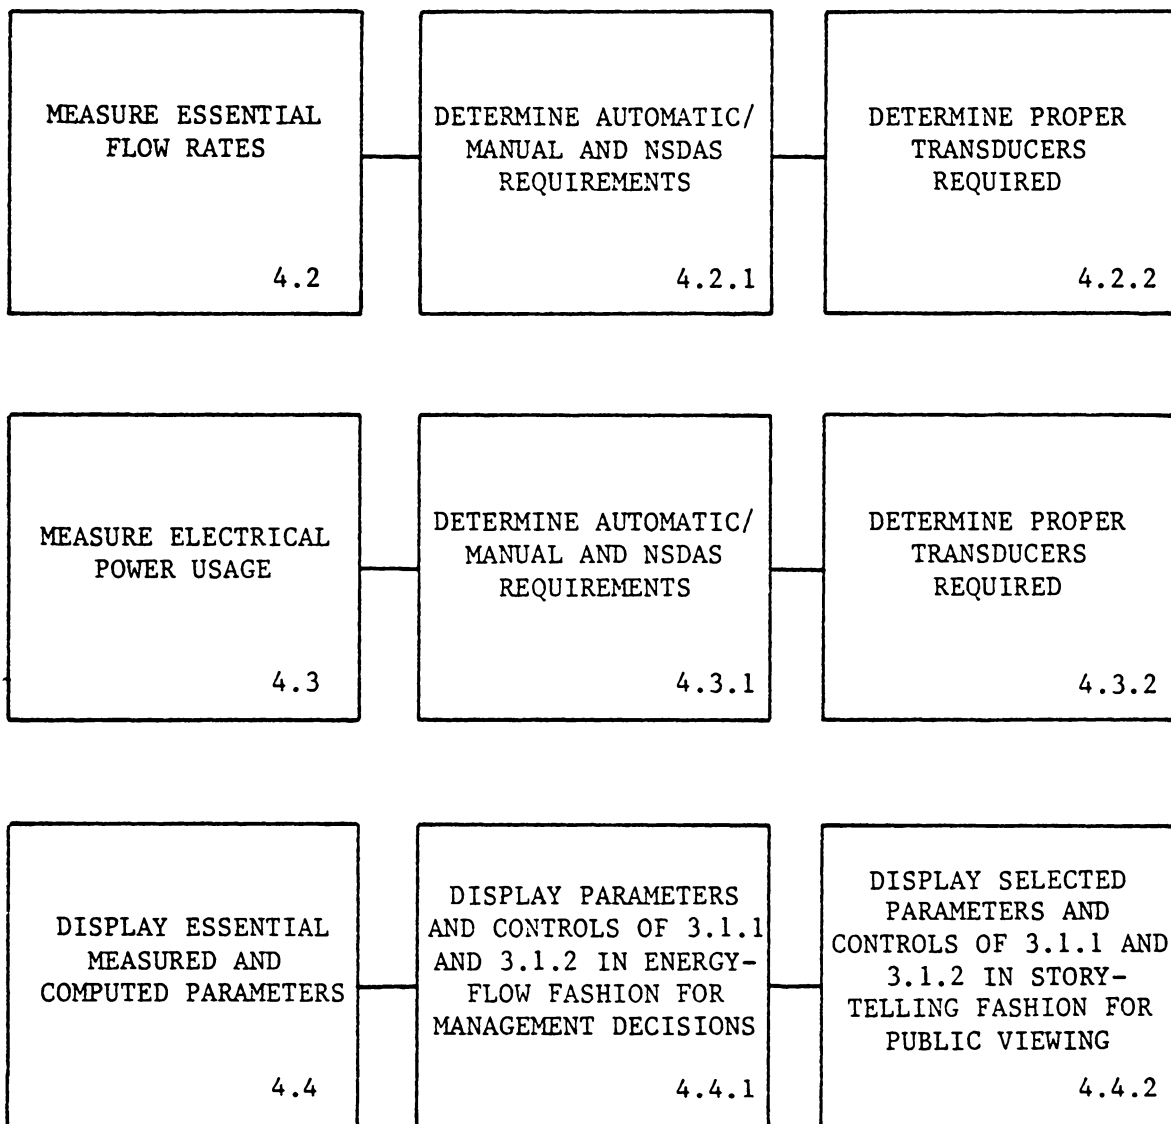 MEASURE ESSENTIAL
FLOW RATES
4.2
DETERMINE AUTOMATIC/
MANUAL AND NSDAS
REQUIREMENTS
4.2.1
DETERMINE PROPER
TRANSDUCERS
REQUIRED
4.2.2
MEASURE ELECTRICAL
POWER USAGE
4.3
DETERMINE AUTOMATIC/
MANUAL AND NSDAS
REQUIREMENTS
4.3.1
DETERMINE PROPER
TRANSDUCERS
REQUIRED
4.3.2
DISPLAY ESSENTIAL
MEASURED AND
COMPUTED PARAMETERS
4.4
DISPLAY PARAMETERS
AND CONTROLS OF 3.1.1
AND 3.1.2 IN ENERGY-
FLOW FASHION FOR
MANAGEMENT DECISIONS
4.4.1
DISPLAY SELECTED
PARAMETERS AND
CONTROLS OF 3.1.1 AND
3.1.2 IN STORY-
TELLING FASHION FOR
PUBLIC VIEWING
4.4.2